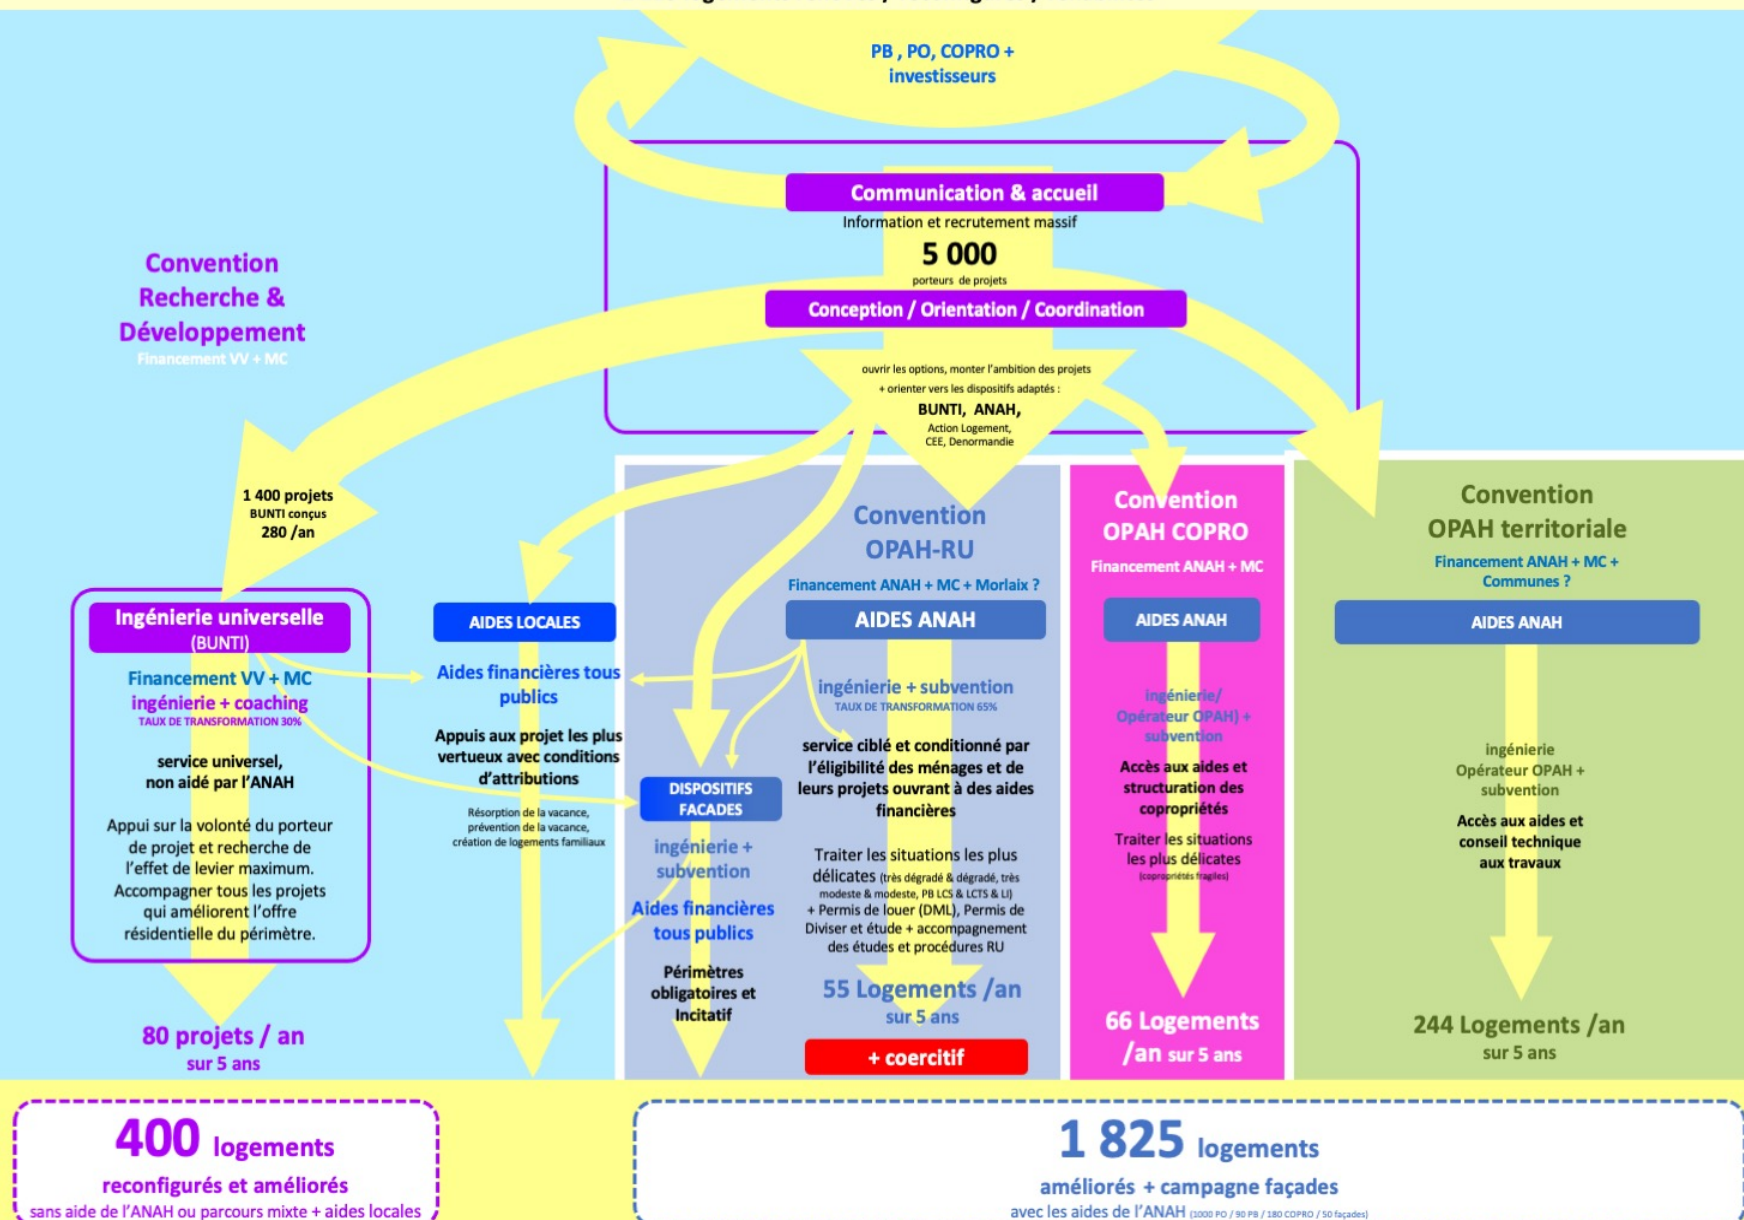 PB , PO, COPRO +
investisseurs
Communication & accueil
Information et recrutement massif
5 000
porteurs de projets
Conception / Orientation / Coordination
ouvrir les options, monter l'ambition des projets
+ orienter vers les dispositifs adaptés :
BUNTI, ANAH,
Action Logement,
CEE, Denormandie
Convention
Recherche &
Développement
Financement VV + MC
1 400 projets
BUNTI conçus
280 /an
Ingénierie universelle
(BUNTI)
Financement VV + MC
ingénierie + coaching
TAUX DE TRANSFORMATION 30%
service universel,
non aidé par l'ANAH
Appui sur la volonté du porteur
de projet et recherche de
l'effet de levier maximum.
Accompagner tous les projets
qui améliorent l'offre
résidentielle du périmètre.
80 projets / an
sur 5 ans
AIDES LOCALES
Aides financières tous
publics
Appuis aux projet les plus
vertueux avec conditions
d'attributions
Résorption de la vacance,
prévention de la vacance,
création de logements familiaux
DISPOSITIFS
FACADES
ingénierie +
subvention
Aides financières
tous publics
Périmètres
obligatoires et
Incitatif
Convention
OPAH-RU
Financement ANAH + MC + Morlaix ?
AIDES ANAH
ingénierie + subvention
TAUX DE TRANSFORMATION 65%
service ciblé et conditionné par
l'éligibilité des ménages et de
leurs projets ouvrant à des aides
financières
Traiter les situations les plus
délicates (très dégradé & dégradé, très
modeste & modeste, PB LCS & LCTS & LI)
+ Permis de louer (DML), Permis de
Diviser et étude + accompagnement
des études et procédures RU
55 Logements /an
sur 5 ans
+ coercitif
Convention
OPAH COPRO
Financement ANAH + MC
AIDES ANAH
ingénierie/
Opérateur OPAH) +
subvention
Accès aux aides et
structuration des
copropriétés
Traiter les situations
les plus délicates
(copropriétés fragiles)
66 Logements
/an sur 5 ans
Convention
OPAH territoriale
Financement ANAH + MC +
Communes ?
AIDES ANAH
ingénierie
Opérateur OPAH +
subvention
Accès aux aides et
conseil technique
aux travaux
244 Logements /an
sur 5 ans
400 logements
reconfigurés et améliorés
sans aide de l'ANAH ou parcours mixte + aides locales
1 825 logements
améliorés + campagne façades
avec les aides de l'ANAH (1000 PO / 90 PB / 180 COPRO / 50 façades)